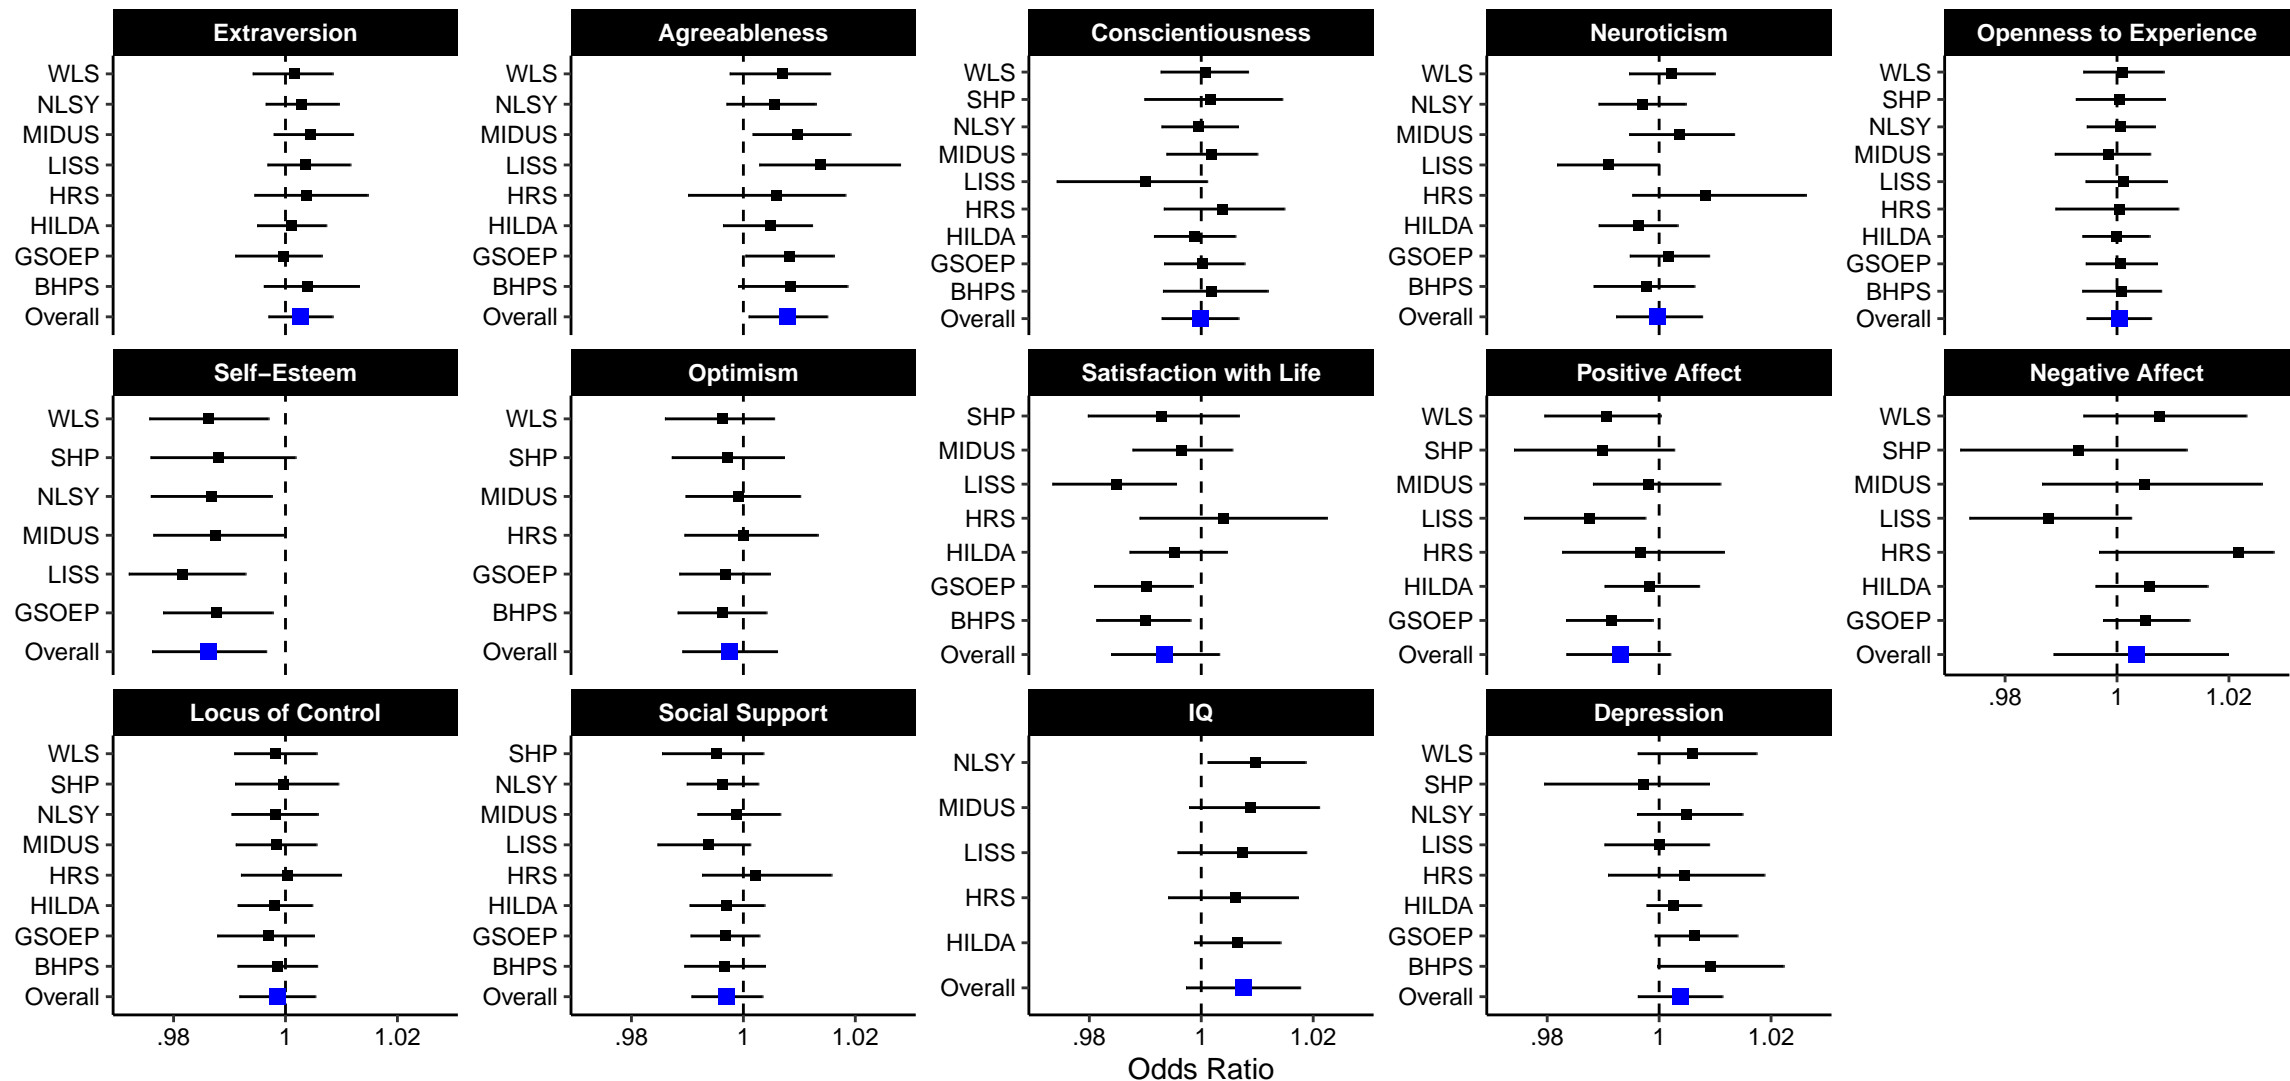 Extraversion
WLS
NLSY
MIDUS
LISS
HRS
HILDA
GSOEP
BHPS
Overall
Agreeableness
WLS
NLSY
MIDUS
LISS
HRS
HILDA
GSOEP
BHPS
Overall
Conscientiousness
WLS
SHP
NLSY
MIDUS
LISS
HRS
HILDA
GSOEP
BHPS
Overall
Neuroticism
WLS
NLSY
MIDUS
LISS
HRS
HILDA
GSOEP
BHPS
Overall
Openness to Experience
WLS
SHP
NLSY
MIDUS
LISS
HRS
HILDA
GSOEP
BHPS
Overall
Self−Esteem
WLS
SHP
NLSY
MIDUS
LISS
GSOEP
Overall
Optimism
WLS
SHP
MIDUS
HRS
GSOEP
BHPS
Overall
Satisfaction with Life
SHP
MIDUS
LISS
HRS
HILDA
GSOEP
BHPS
Overall
Positive Affect
WLS
SHP
MIDUS
LISS
HRS
HILDA
GSOEP
Overall
Negative Affect
WLS
SHP
MIDUS
LISS
HRS
HILDA
GSOEP
Overall
.98 1 1.02
Locus of Control
WLS
SHP
NLSY
MIDUS
HRS
HILDA
GSOEP
BHPS
Overall
.98 1 1.02
Social Support
SHP
NLSY
MIDUS
LISS
HRS
HILDA
GSOEP
BHPS
Overall
.98 1 1.02
IQ
NLSY
MIDUS
LISS
HRS
HILDA
Overall
.98 1 1.02
Depression
WLS
SHP
NLSY
LISS
HRS
HILDA
GSOEP
BHPS
Overall
.98 1 1.02
Odds Ratio